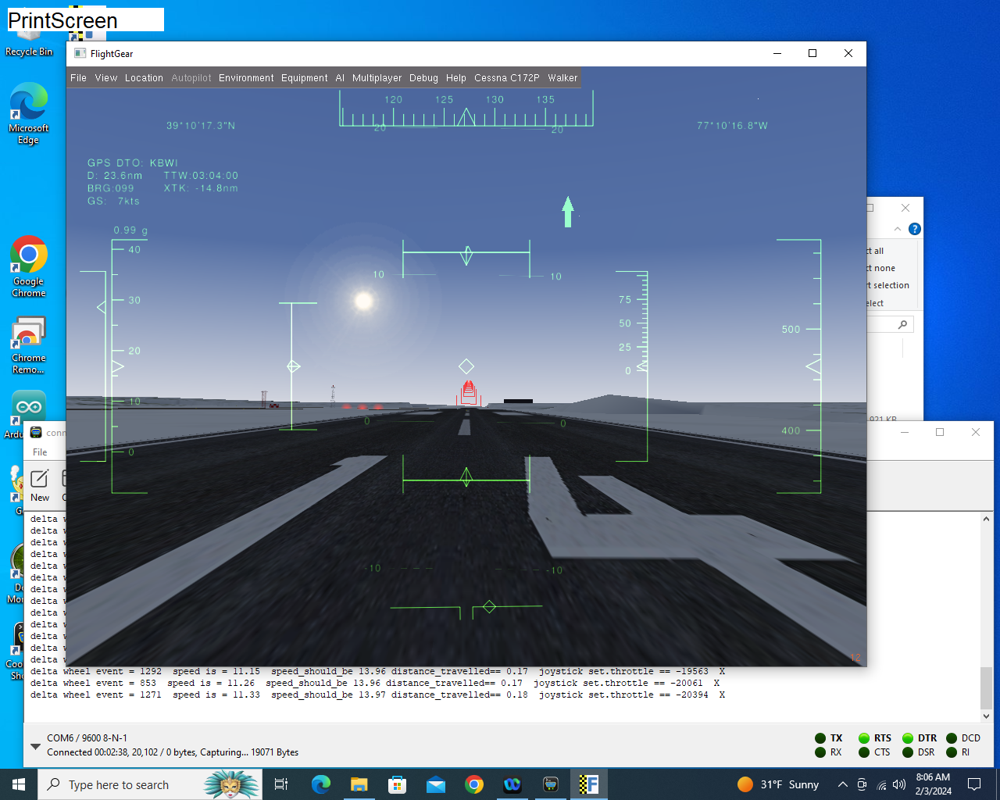 PrintScreen
Recycle Bin
Microsoft
Edge
Google
Chrome
Chrome
Remo...
FlightGear
File View Location Autopilot Environment Equipment AI Multiplayer Debug Help Cessna C172P Walker
120 125 130 135
20 20
39°10'17.3"N
77°10'16.8"W
GPS DTO: KBWI
D: 23.6nm TTW:03:04:00
BRG:099 XTK: -14.8nm
GS: 7kts
0.99 g
40
30
20
10
0
10 10
0 0
-10 -10
75
50
25
0
500
400
12
ct all
ct none
rt selection
elect
921 KB
conn
File
New
delta w
delta w
delta w
delta w
delta w
delta w
delta w
delta w
delta w
delta w
delta w
delta w
delta w
delta wheel event = 1292 speed is = 11.15 speed_should_be 13.96 distance_travelled== 0.17 joystick set.throttle == -19563 X
delta wheel event = 853 speed is = 11.26 speed_should_be 13.96 distance_travelled== 0.17 joystick set.throttle == -20061 X
delta wheel event = 1271 speed is = 11.33 speed_should_be 13.97 distance_travelled== 0.18 joystick set.throttle == -20394 X
COM6 / 9600 8-N-1
Connected 00:02:38, 20,102 / 0 bytes, Capturing... 19071 Bytes
TX RTS DTR DCD
RX CTS DSR RI
Type here to search
31°F Sunny
8:06 AM
2/3/2024